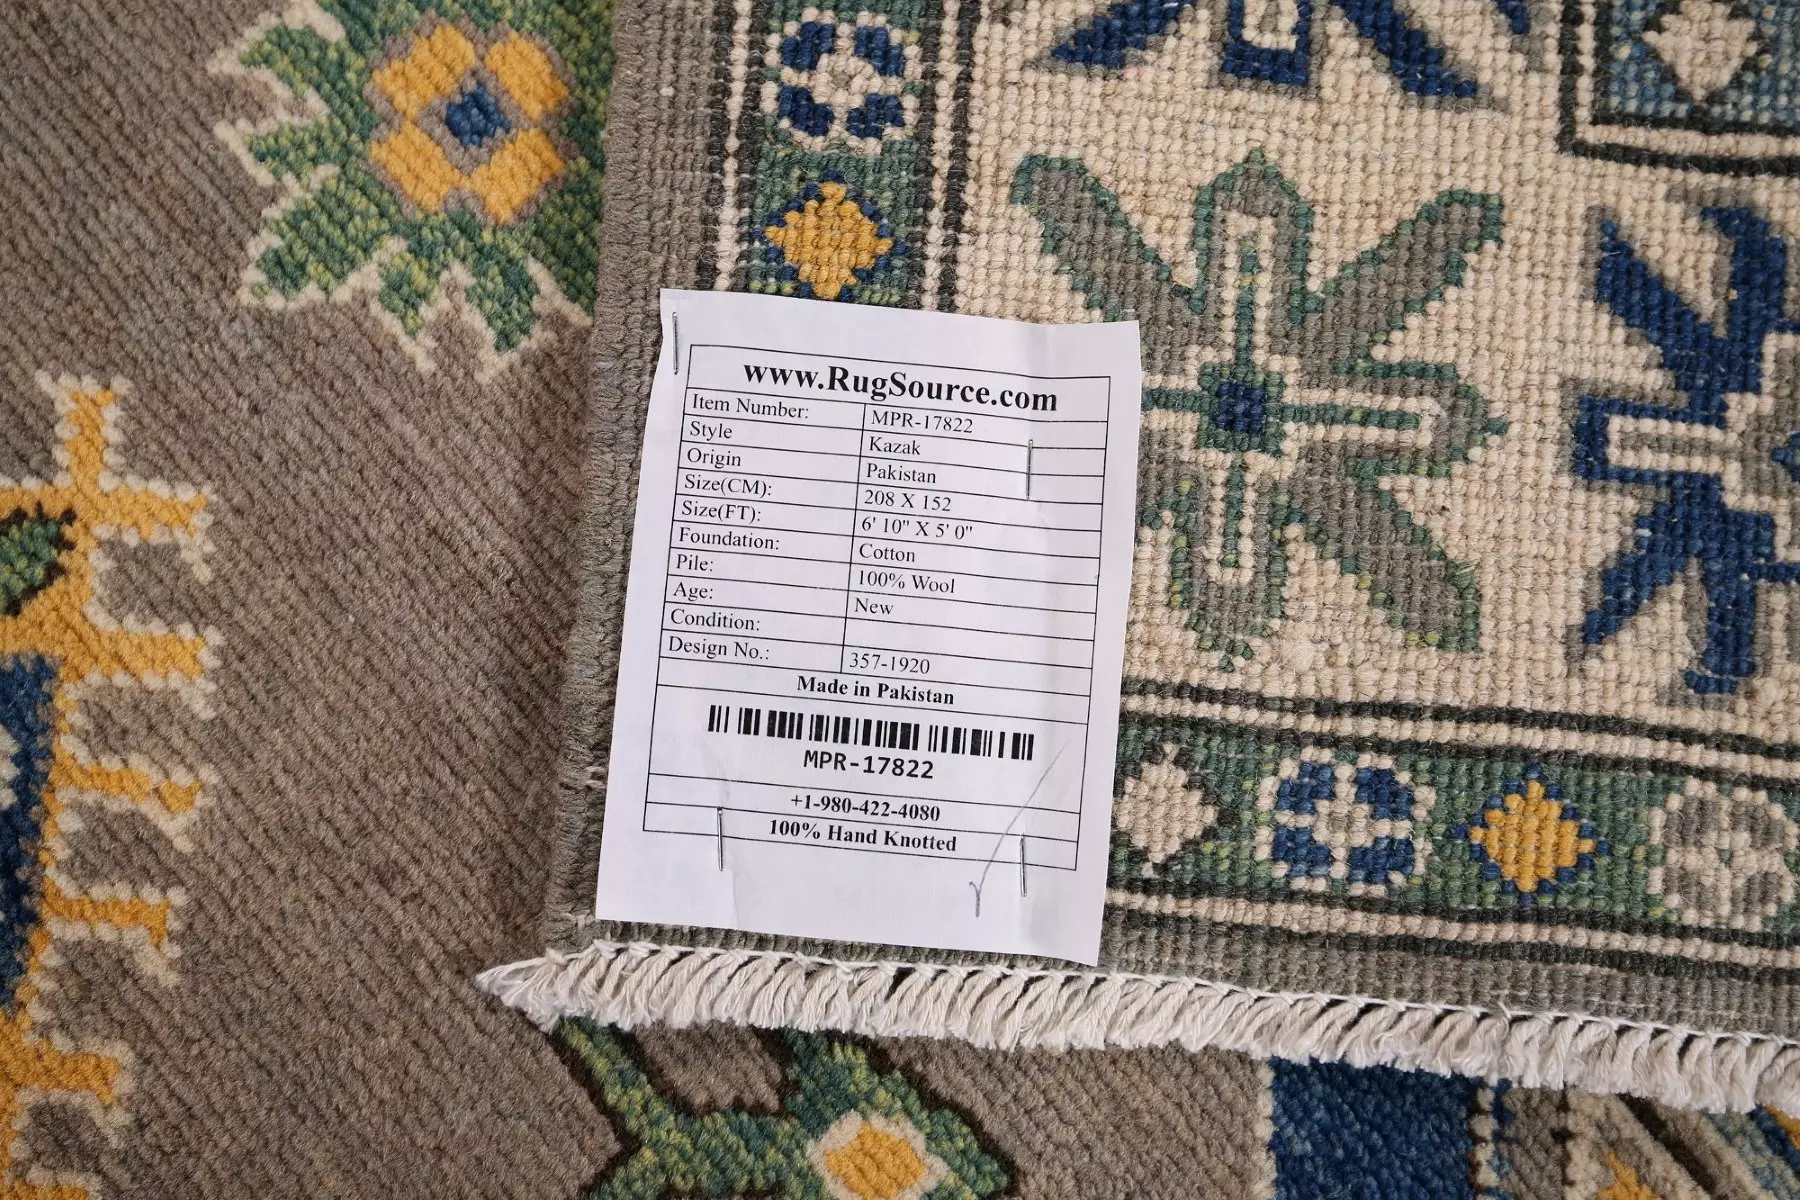 www.RugSource.com
Item Number: MPR-17822
Style Kazak
Origin Pakistan
Size(CM): 208 X 152
Size(FT): 6' 10" X 5' 0"
Foundation: Cotton
Pile: 100% Wool
Age: New
Condition:
Design No.: 357-1920
Made in Pakistan
MPR-17822
+1-980-422-4080
100% Hand Knotted